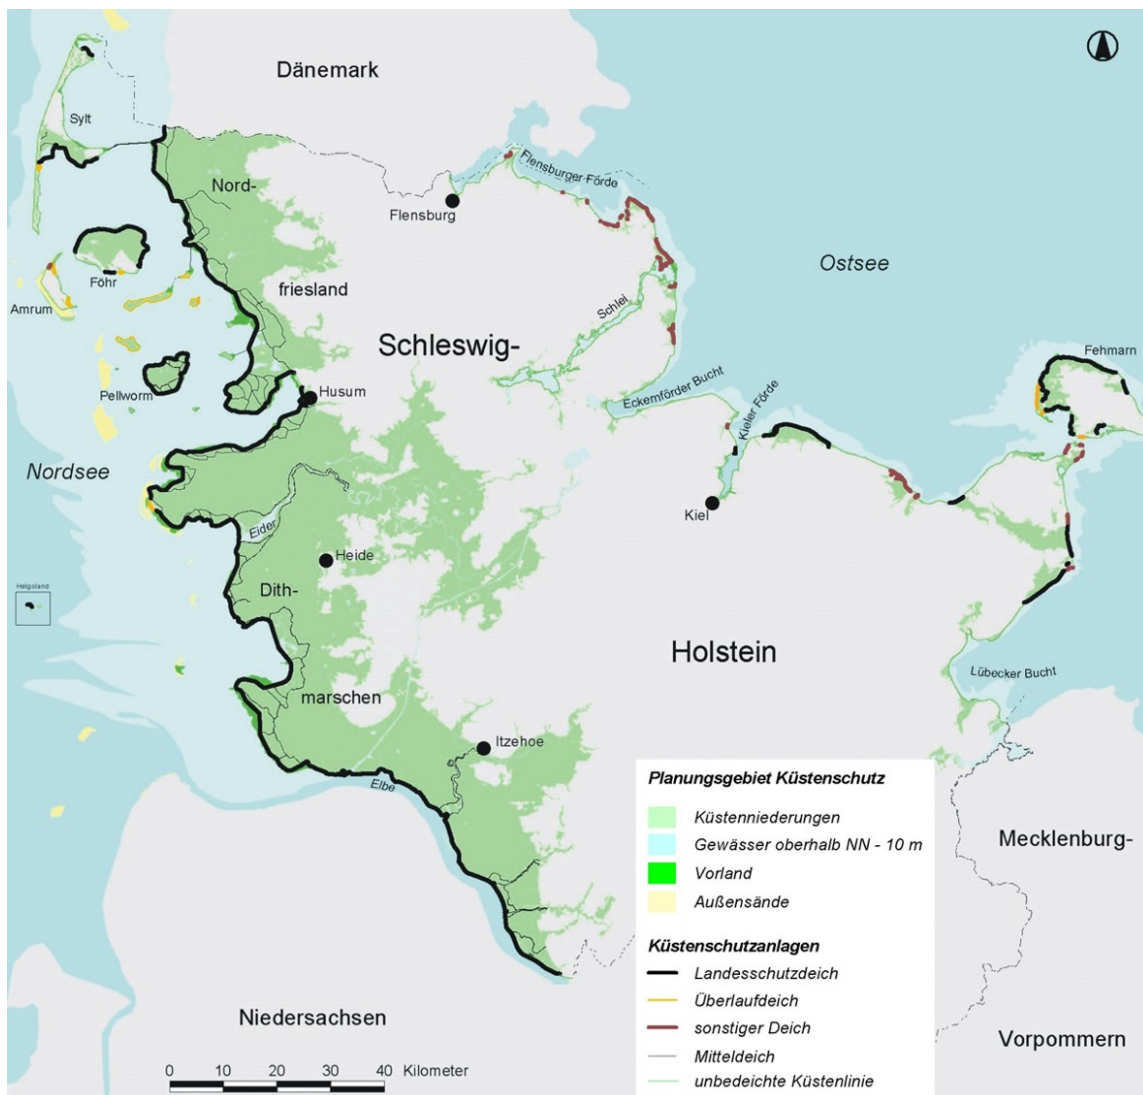 Dänemark
Sylt
Nord-
Flensburger Förde
Flensburg
Ostsee
Föhr
friesland
Amrum
Schlei
Schleswig-
Fehmarn
Pellworm
Husum
Eckernförder Bucht
Kieler Förde
Nordsee
Kiel
Eider
Heide
Helgoland
Dith-
Holstein
Lübecker Bucht
marschen
Itzehoe
Elbe
Planungsgebiet Küstenschutz
Küstenniederungen
Gewässer oberhalb NN - 10 m
Vorland
Außensände
Küstenschutzanlagen
Landesschutzdeich
Überlaufdeich
sonstiger Deich
Mitteldeich
unbedeichte Küstenlinie
Mecklenburg-
Vorpommern
Niedersachsen
0 10 20 30 40 Kilometer